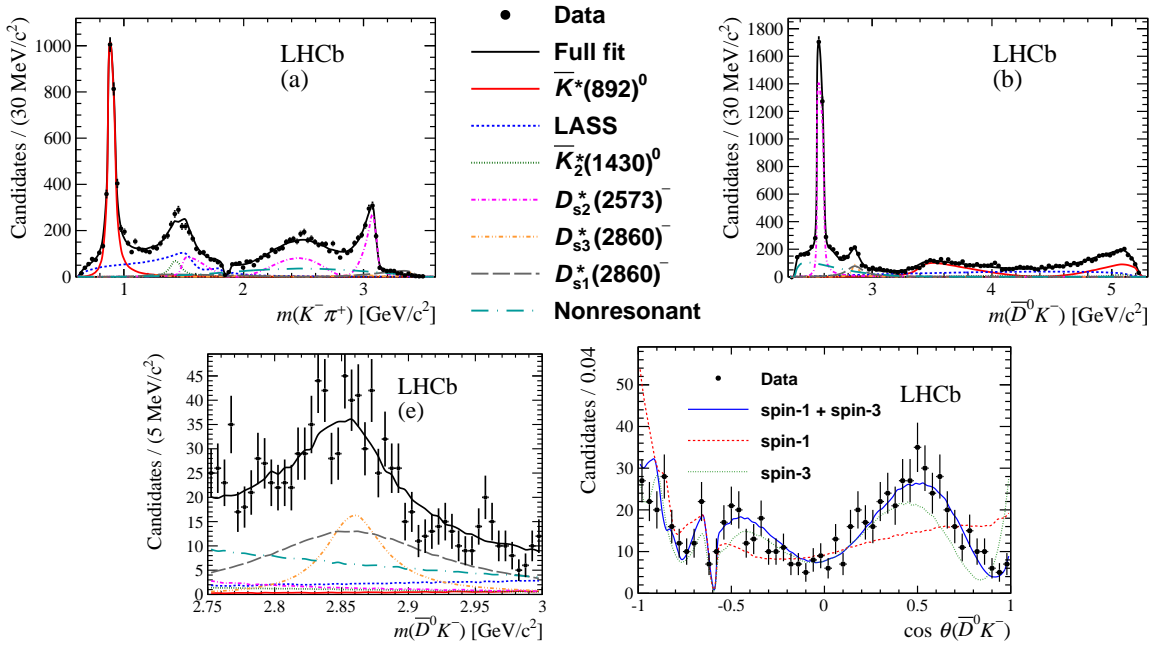 Candidates / (30 MeV/c²)
1000
800
600
400
200
0
LHCb
(a)
1
2
3
m(K⁻π⁺) [GeV/c²]
Data
Full fit
K̅*(892)⁰
LASS
K̅₂*(1430)⁰
D*s2(2573)⁻
D*s3(2860)⁻
D*s1(2860)⁻
Nonresonant
Candidates / (30 MeV/c²)
1800
1600
1400
1200
1000
800
600
400
200
0
LHCb
(b)
3
4
5
m(D̅⁰K⁻) [GeV/c²]
Candidates / (5 MeV/c²)
45
40
35
30
25
20
15
10
5
0
LHCb
(e)
2.75
2.8
2.85
2.9
2.95
3
m(D̅⁰K⁻) [GeV/c²]
Candidates / 0.04
50
40
30
20
10
0
Data
spin-1 + spin-3
spin-1
spin-3
LHCb
-1
-0.5
0
0.5
1
cos θ(D̅⁰K⁻)